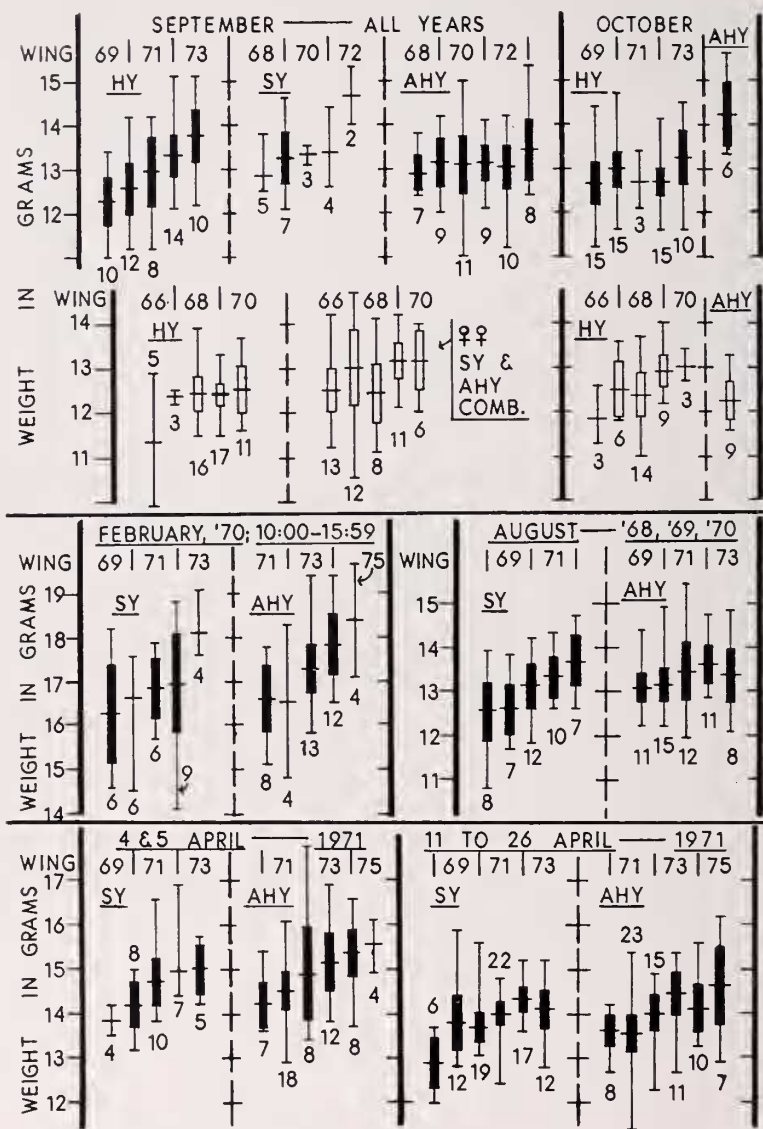 SEPTEMBER — ALL YEARS OCTOBER
WING 69 | 71 | 73 68 | 70 | 72 68 | 70 | 72 | 69 | 71 | 73 AHY
HY SY AHY HY
15
14
13
12
10 12 8 14 10 5 7 3 4 2 7 9 11 9 10 8 15 15 3 15 10 6
WEIGHT IN GRAMS
WING 66 | 68 | 70 66 | 68 | 70 66 | 68 | 70 AHY
HY HY
5
14
13
12
11
3 16 17 11 13 12 8 11 6 3 6 14 9 3 9
♀♀
SY &
AHY
COMB.
FEBRUARY, '70; 10:00–15:59 AUGUST — '68, '69, '70
WING 69 | 71 | 73 71 | 73 | 75 WING | 69 | 71 | 69 | 71 | 73
SY AHY SY AHY
WEIGHT IN GRAMS
19
18
17
16
15
14
6 6 6 9 4 8 4 13 12 4
15
14
13
12
11
8 7 12 10 7 11 15 12 11 8
4 & 5 APRIL — 1971 11 TO 26 APRIL — 1971
WING 69 | 71 | 73 | 71 | 73 | 75 | 69 | 71 | 73 | 71 | 73 | 75
SY AHY SY AHY
WEIGHT IN GRAMS
17
16
15
14
13
12
4 8 10 7 5 7 18 8 12 8 4 6 12 19 22 17 12 8 23 15 11 10 7